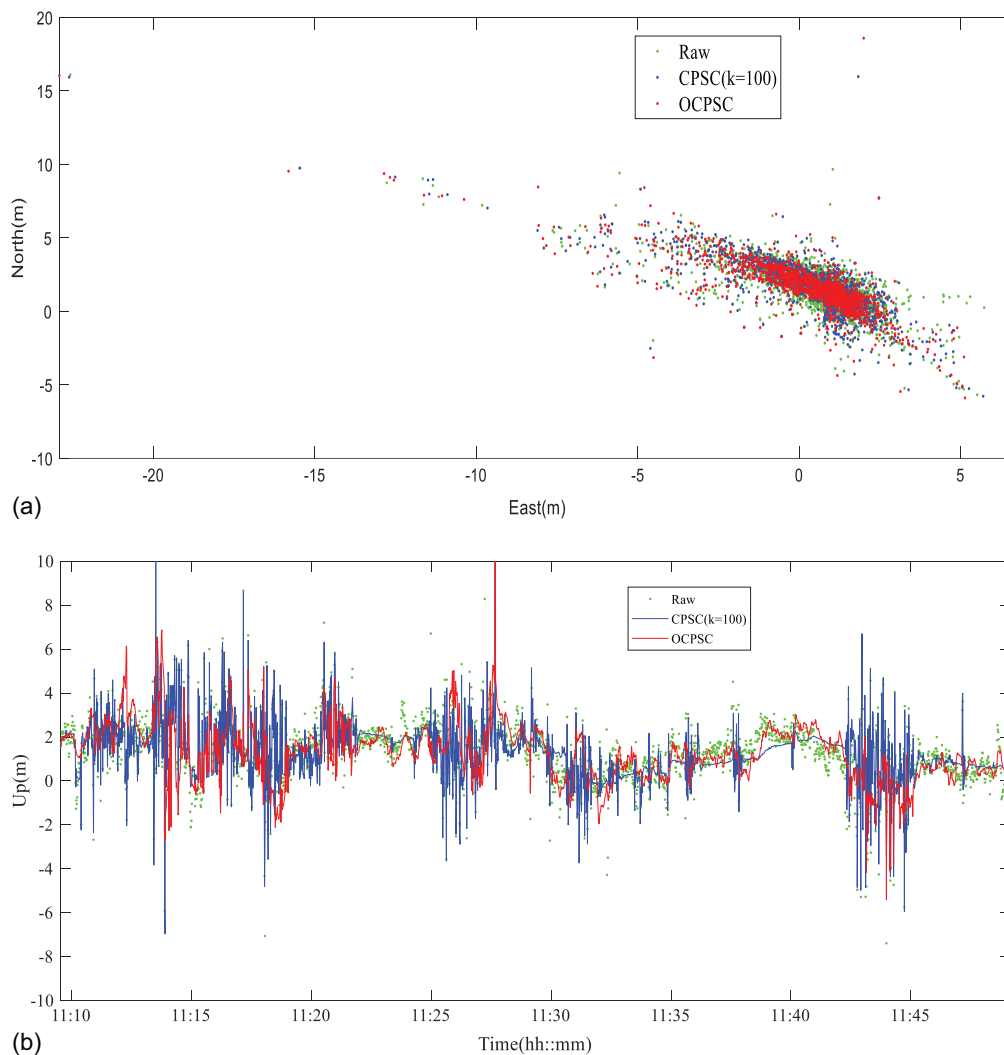 20
15
10
5
0
-5
-10
North(m)
Raw
CPSC(k=100)
OCPSC
-20
-15
-10
-5
0
5
East(m)
(a)
10
8
6
4
2
0
-2
-4
-6
-8
-10
Up(m)
Raw
CPSC(k=100)
OCPSC
11:10
11:15
11:20
11:25
11:30
11:35
11:40
11:45
Time(hh::mm)
(b)